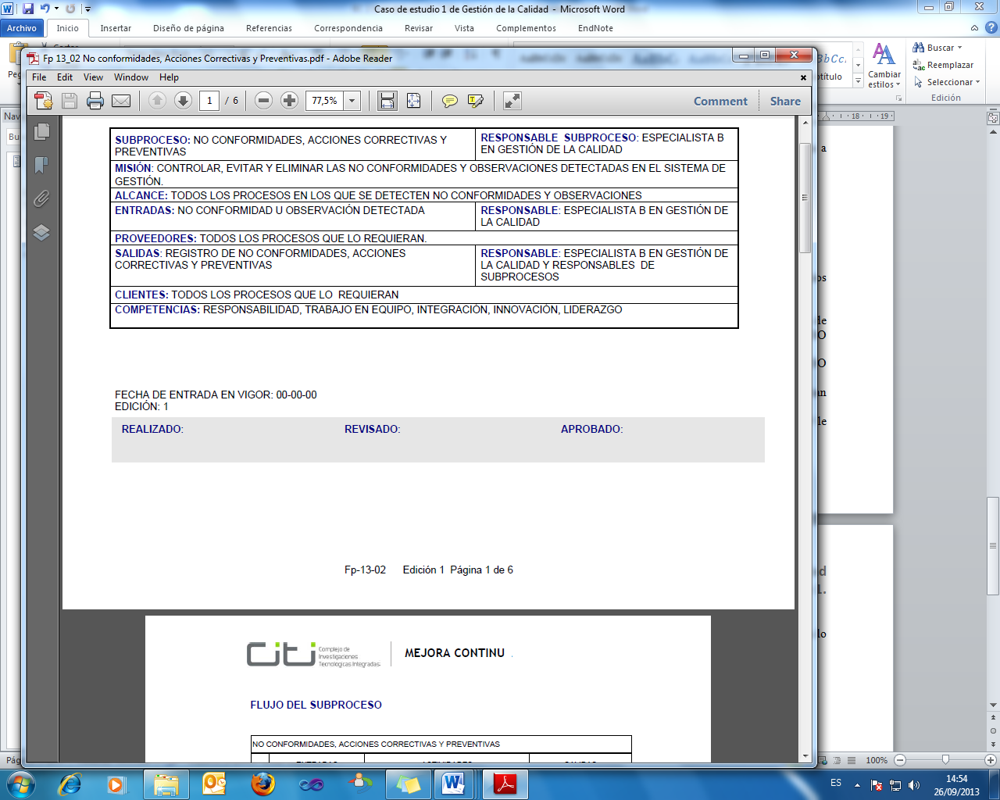 Caso de estudio 1 de Gestión de la Calidad - Microsoft Word
Archivo Inicio Insertar Diseño de página Referencias Correspondencia Revisar Vista Complementos EndNote
Buscar
Reemplazar
Seleccionar
Edición
Cambiar
estilos
Fp 13_02 No conformidades, Acciones Correctivas y Preventivas.pdf - Adobe Reader
File Edit View Window Help
1 / 6 77,5% Comment Share
18 19
SUBPROCESO: NO CONFORMIDADES, ACCIONES CORRECTIVAS Y
PREVENTIVAS
RESPONSABLE SUBPROCESO: ESPECIALISTA B
EN GESTIÓN DE LA CALIDAD
MISIÓN: CONTROLAR, EVITAR Y ELIMINAR LAS NO CONFORMIDADES Y OBSERVACIONES DETECTADAS EN EL SISTEMA DE
GESTIÓN.
ALCANCE: TODOS LOS PROCESOS EN LOS QUE SE DETECTEN NO CONFORMIDADES Y OBSERVACIONES
ENTRADAS: NO CONFORMIDAD U OBSERVACIÓN DETECTADA
RESPONSABLE: ESPECIALISTA B EN GESTIÓN DE
LA CALIDAD
PROVEEDORES: TODOS LOS PROCESOS QUE LO REQUIERAN.
SALIDAS: REGISTRO DE NO CONFORMIDADES, ACCIONES
CORRECTIVAS Y PREVENTIVAS
RESPONSABLE: ESPECIALISTA B EN GESTIÓN DE
LA CALIDAD Y RESPONSABLES DE
SUBPROCESOS
CLIENTES: TODOS LOS PROCESOS QUE LO REQUIERAN
COMPETENCIAS: RESPONSABILIDAD, TRABAJO EN EQUIPO, INTEGRACION, INNOVACIÓN, LIDERAZGO
FECHA DE ENTRADA EN VIGOR: 00-00-00
EDICIÓN: 1
REALIZADO: REVISADO: APROBADO:
Fp-13-02 Edición 1 Página 1 de 6
citi Complejo de
Investigaciones
Tecnológicas Integradas.
MEJORA CONTINU
FLUJO DEL SUBPROCESO
NO CONFORMIDADES, ACCIONES CORRECTIVAS Y PREVENTIVAS
100%
ES
14:54
26/09/2013